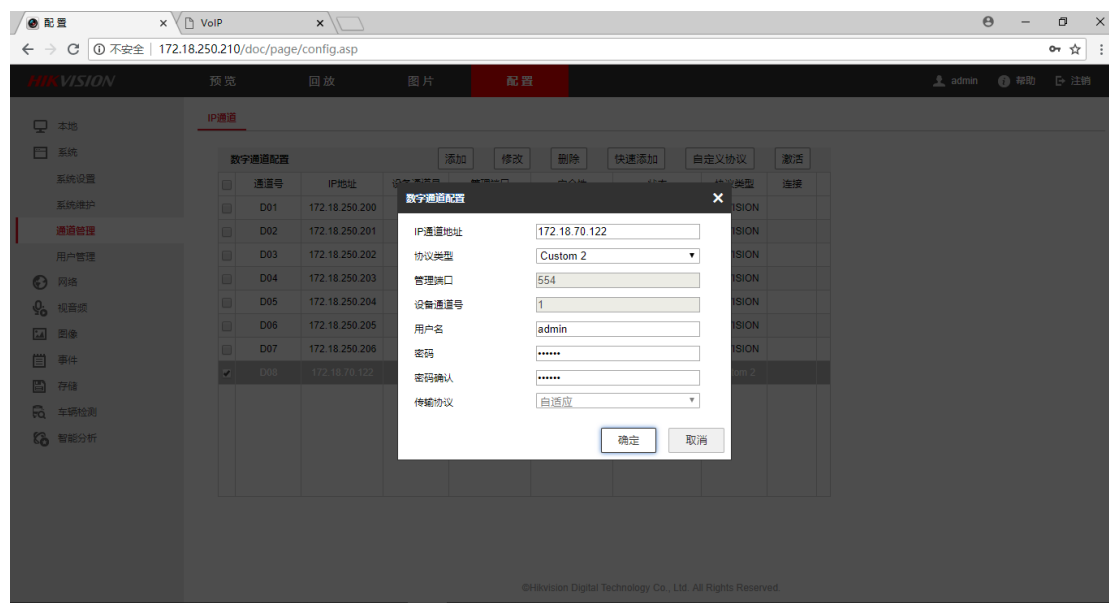 配置
VoIP
不安全 | 172.18.250.210/doc/page/config.asp
HIKVISION 预览 回放 图片 配置 admin 帮助 注销
本地
系统
系统设置
系统维护
通道管理
用户管理
网络
视音频
图像
事件
存储
车辆检测
智能分析
IP通道
数字通道配置 添加 修改 删除 快速添加 自定义协议 激活
通道号 IP地址 连接
D01 172.18.250.200 ISION
D02 172.18.250.201 ISION
D03 172.18.250.202 ISION
D04 172.18.250.203 ISION
D05 172.18.250.204 ISION
D06 172.18.250.205 ISION
D07 172.18.250.206 ISION
D08 172.18.70.122 om 2
数字通道配置
IP通道地址 172.18.70.122
协议类型 Custom 2
管理端口 554
设备通道号 1
用户名 admin
密码 ••••••
密码确认 ••••••
传输协议 自适应
确定 取消
©Hikvision Digital Technology Co., Ltd. All Rights Reserved.